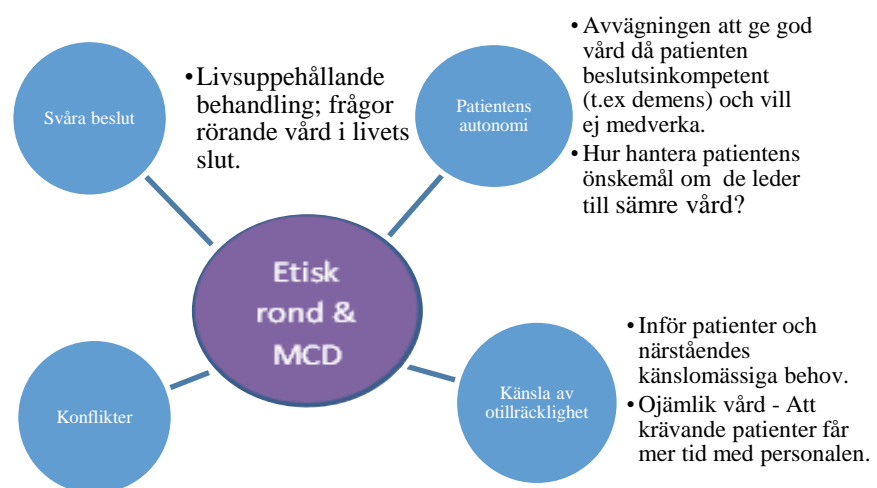 Svåra beslut
•Livsuppehållande
behandling; frågor
rörande vård i livets
slut.
Patientens
autonomi
•Avvägningen att ge god
vård då patienten
beslutsinkompetent
(t.ex demens) och vill
ej medverka.
•Hur hantera patientens
önskemål om de leder
till sämre vård?
Etisk
rond &
MCD
Konflikter
Känsla av
otillräcklighet
•Inför patienter och
närståendes
känslomässiga behov.
•Ojämlik vård - Att
krävande patienter får
mer tid med personalen.